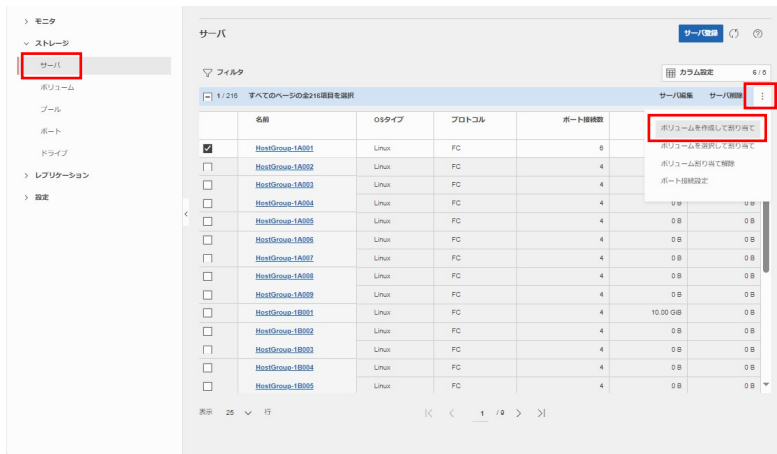 モニタ
ストレージ
サーバ
ボリューム
プール
ポート
ドライブ
レプリケーション
設定
サーバ
サーバ登録
フィルタ
カラム設定 6 / 6
1 / 216 すべてのページの全216項目を選択 サーバ編集 サーバ削除
名前 OSタイプ プロトコル ポート接続数
ボリュームを作成して割り当て
ボリュームを選択して割り当て
ボリューム割り当て解除
ポート接続設定
HostGroup-1A001 Linux FC 6
HostGroup-1A002 Linux FC 4
HostGroup-1A003 Linux FC 4
HostGroup-1A004 Linux FC 4 0 B 0 B
HostGroup-1A005 Linux FC 4 0 B 0 B
HostGroup-1A006 Linux FC 4 0 B 0 B
HostGroup-1A007 Linux FC 4 0 B 0 B
HostGroup-1A008 Linux FC 4 0 B 0 B
HostGroup-1A009 Linux FC 4 0 B 0 B
HostGroup-1B001 Linux FC 4 10.00 GiB 0 B
HostGroup-1B002 Linux FC 4 0 B 0 B
HostGroup-1B003 Linux FC 4 0 B 0 B
HostGroup-1B004 Linux FC 4 0 B 0 B
HostGroup-1B005 Linux FC 4 0 B 0 B
表示 25 行 1 / 9